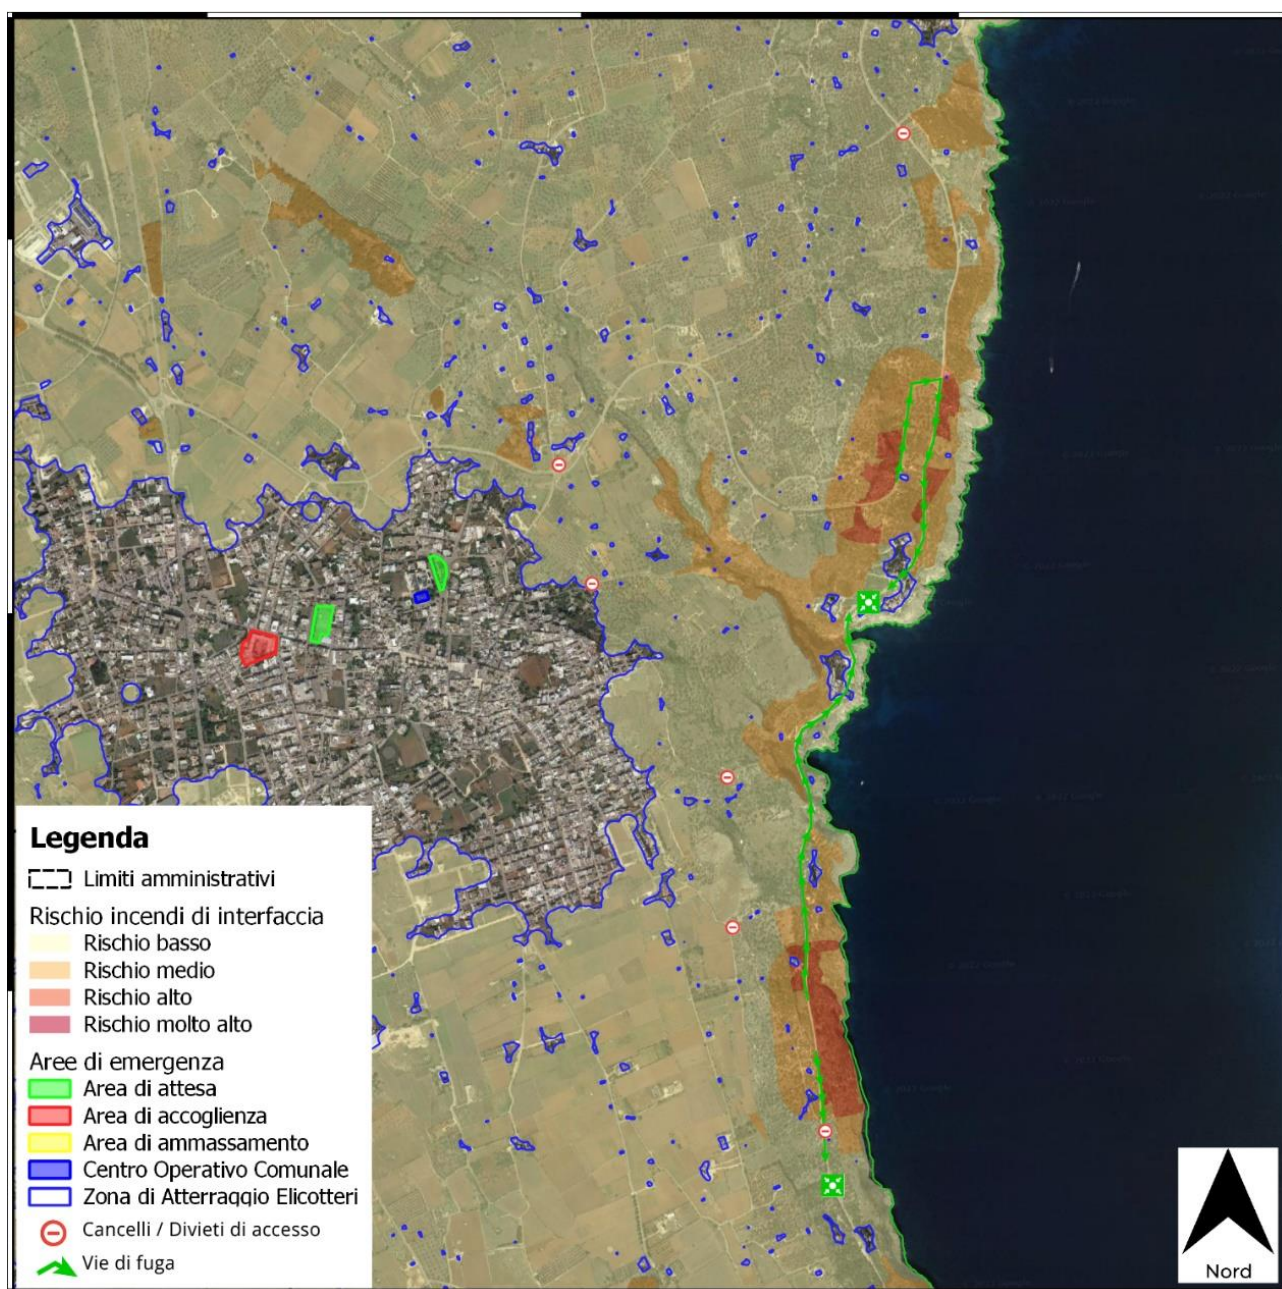 Legenda
Limiti amministrativi
Rischio incendi di interfaccia
Rischio basso
Rischio medio
Rischio alto
Rischio molto alto
Aree di emergenza
Area di attesa
Area di accoglienza
Area di ammassamento
Centro Operativo Comunale
Zona di Atterraggio Elicotteri
Cancelli / Divieti di accesso
Vie di fuga
Nord